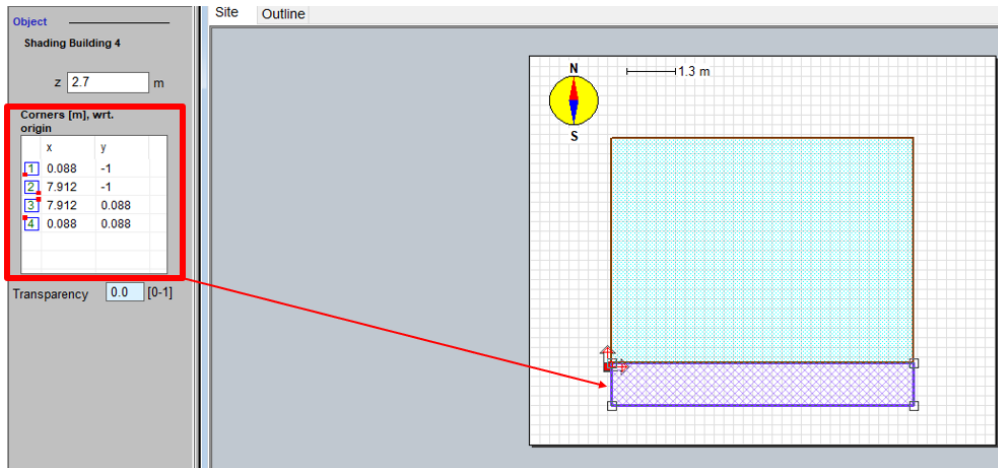 Site Outline
Object
Shading Building 4
z 2.7 m
Corners [m], wrt.
origin
x y
1 0.088 -1
2 7.912 -1
3 7.912 0.088
4 0.088 0.088
Transparency 0.0 [0-1]
N
S
1.3 m